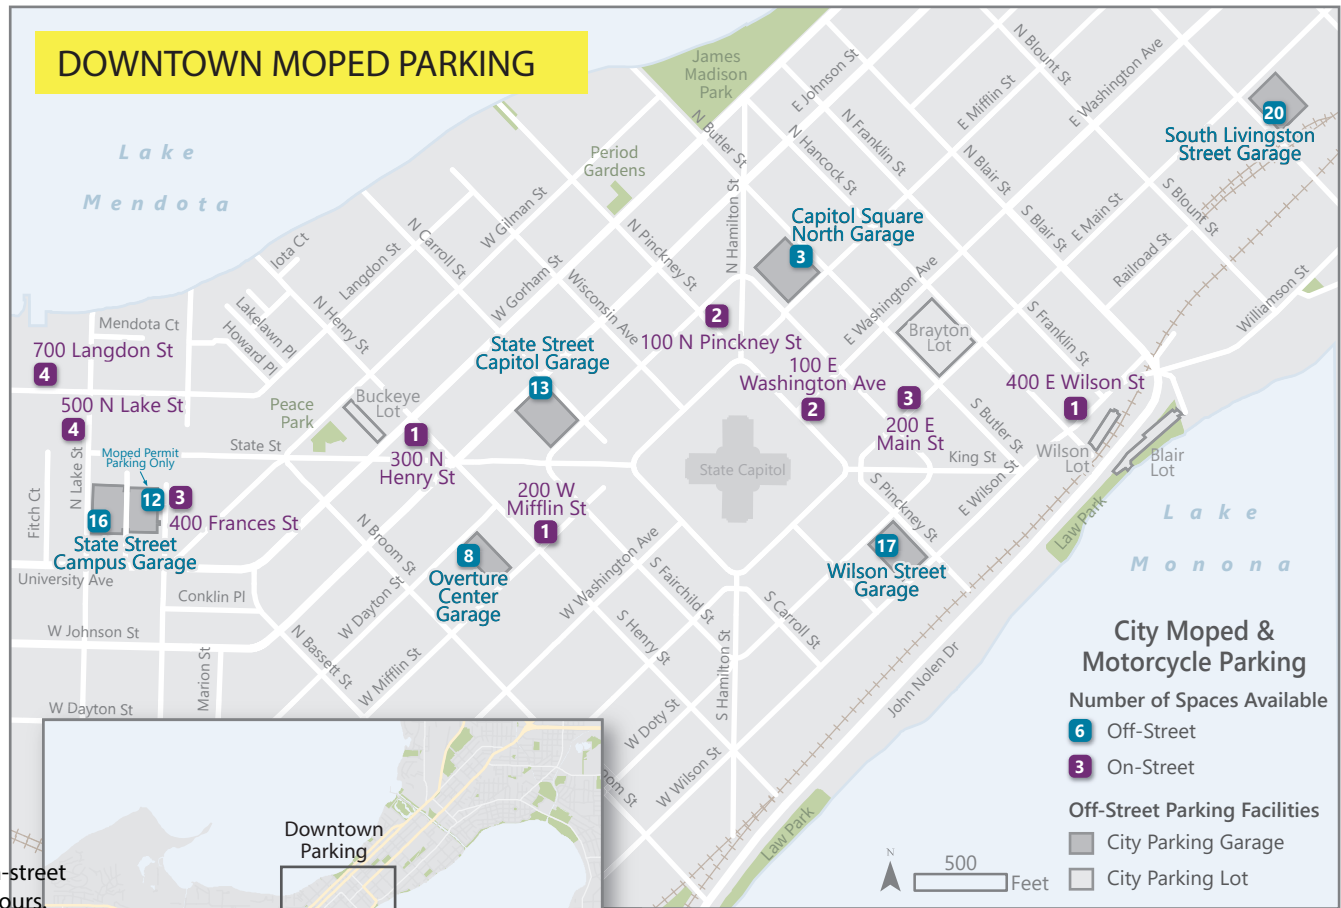 DOWNTOWN MOPED PARKING
Lake
Mendota
James
Madison
Park
Period
Gardens
N Butler St
E Johnson St
N Hancock St
N Franklin St
N Blount St
E Washington Ave
E Mifflin St
N Blair St
20
South Livingston
Street Garage
S Blair St
E Main St
S Blount St
Railroad St
Williamson St
Capitol Square
North Garage
3
N Hamilton St
N Pinckney St
W Gilman St
N Carroll St
Langdon St
Iota Ct
W Gorham St
Wisconsin Ave
E Washington Ave
Brayton
Lot
S Franklin St
Lakelawn Pl
Howard Pl
N Henry St
Mendota Ct
700 Langdon St
4
500 N Lake St
4
State Street
Capitol Garage
13
2
100 N Pinckney St
100 E
Washington Ave
2
3
200 E
Main St
400 E Wilson St
1
S Butler St
King St
E Wilson St
Wilson
Lot
Blair
Lot
Law Park
Lake
Monona
Peace
Park
Buckeye
Lot
State St
1
300 N
Henry St
State Capitol
Moped Permit
Parking Only
N Lake St
Fitch Ct
16
12
3
400 Frances St
State Street
Campus Garage
University Ave
Conklin Pl
W Johnson St
Marion St
W Dayton St
200 W
Mifflin St
1
8
Overture
Center
Garage
N Broom St
W Dayton St
N Bassett St
W Mifflin St
W Washington Ave
S Fairchild St
S Henry St
S Carroll St
S Hamilton St
W Doty St
W Wilson St
S Pinckney St
17
Wilson Street
Garage
John Nolen Dr
Law Park
oom St
Downtown
Parking
-street
ours.
City Moped &
Motorcycle Parking
Number of Spaces Available
6 Off-Street
3 On-Street
Off-Street Parking Facilities
City Parking Garage
City Parking Lot
N
500
Feet